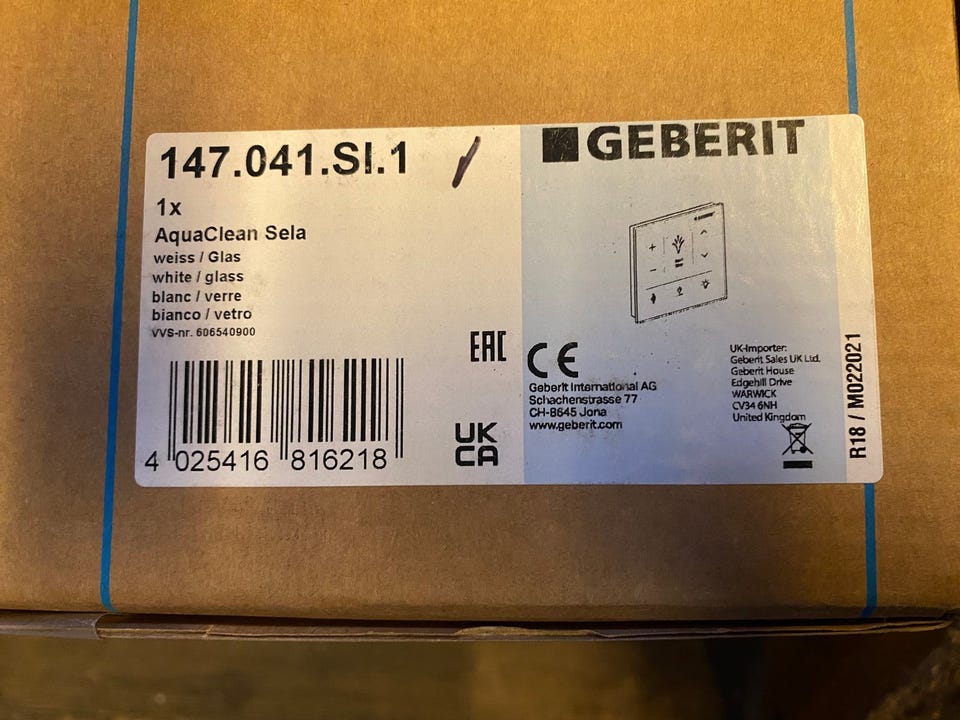 147.041.SI.1
1x
AquaClean Sela
weiss / Glas
white / glass
blanc / verre
bianco / vetro
VVS-nr. 606540900
4 025416 816218
EAC
UK
CA
GEBERIT
CE
Geberit International AG
Schachenstrasse 77
CH-8645 Jona
www.geberit.com
UK-Importer:
Geberit Sales UK Ltd.
Geberit House
Edgehill Drive
WARWICK
CV34 6NH
United Kingdom
R18 / M022021